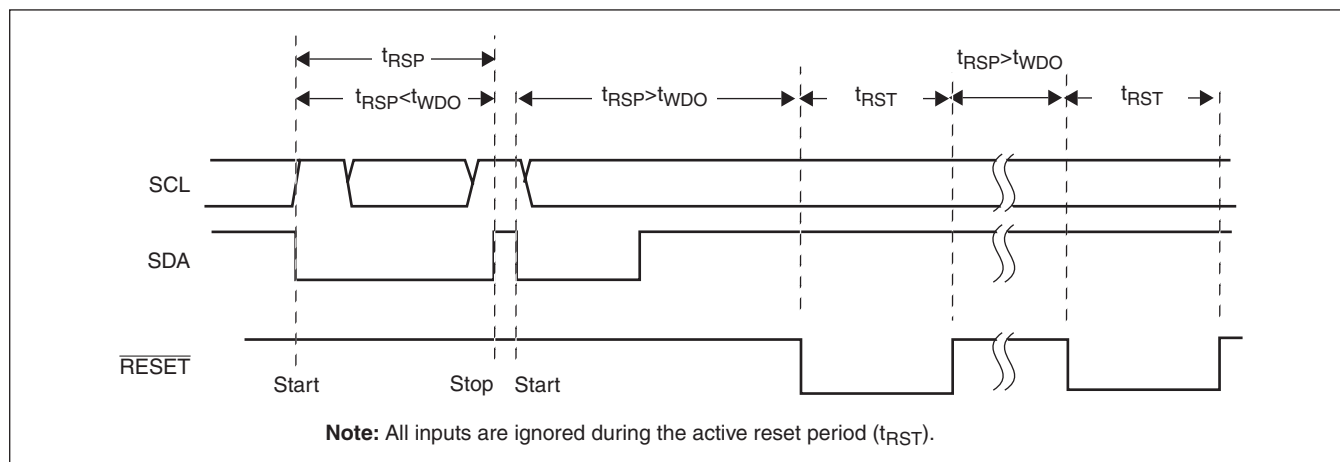 tRSP
tRSP<tWDO
tRSP>tWDO
tRST
tRSP>tWDO
tRST
SCL
SDA
RESET
Start
Stop
Start
Note: All inputs are ignored during the active reset period (tRST).